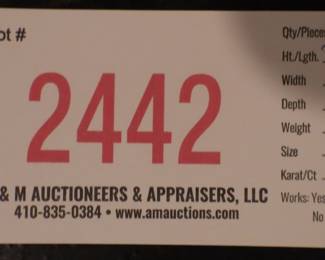 ot #
2442
& M AUCTIONEERS & APPRAISERS, LLC
410-835-0384 • www.amauctions.com
Qty/Pieces
Ht./Lgth.
Width
Depth
Weight
Size
Karat/Ct
Works: Yes
No